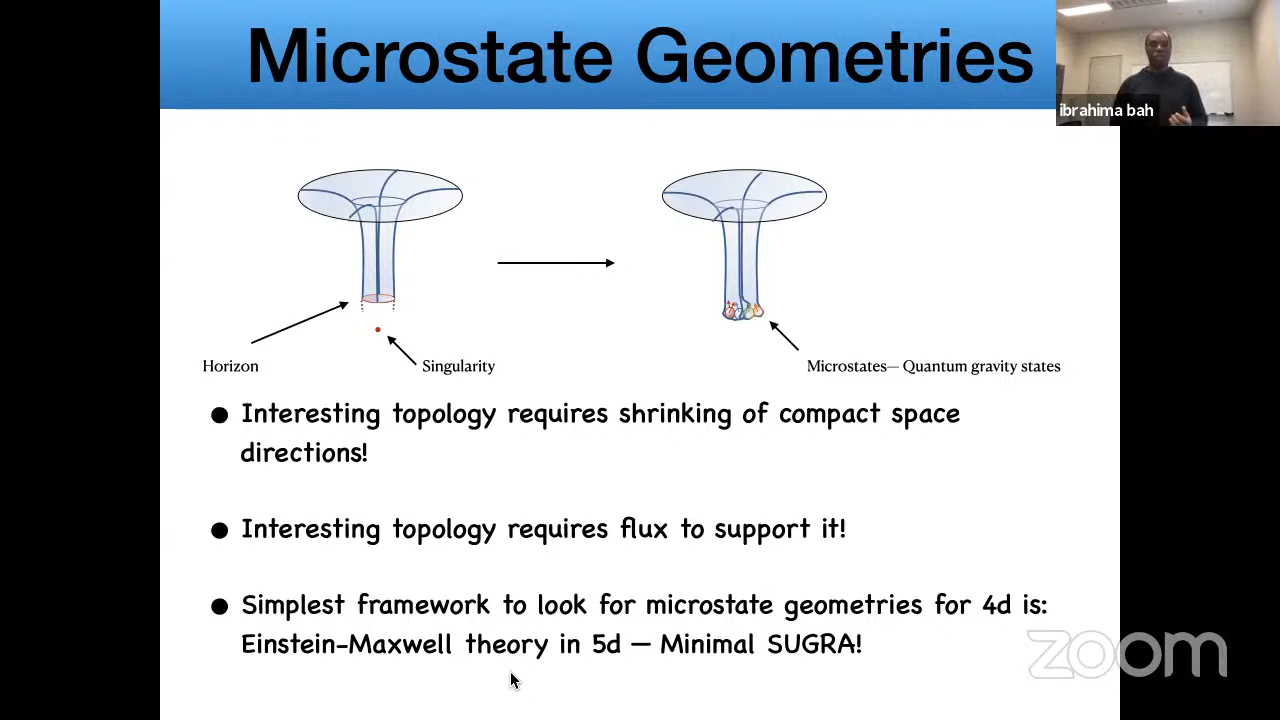 Microstate Geometries
ibrahima bah
Horizon
Singularity
Microstates— Quantum gravity states
● Interesting topology requires shrinking of compact space
directions!
● Interesting topology requires flux to support it!
● Simplest framework to look for microstate geometries for 4d is:
Einstein-Maxwell theory in 5d — Minimal SUGRA!
zoom